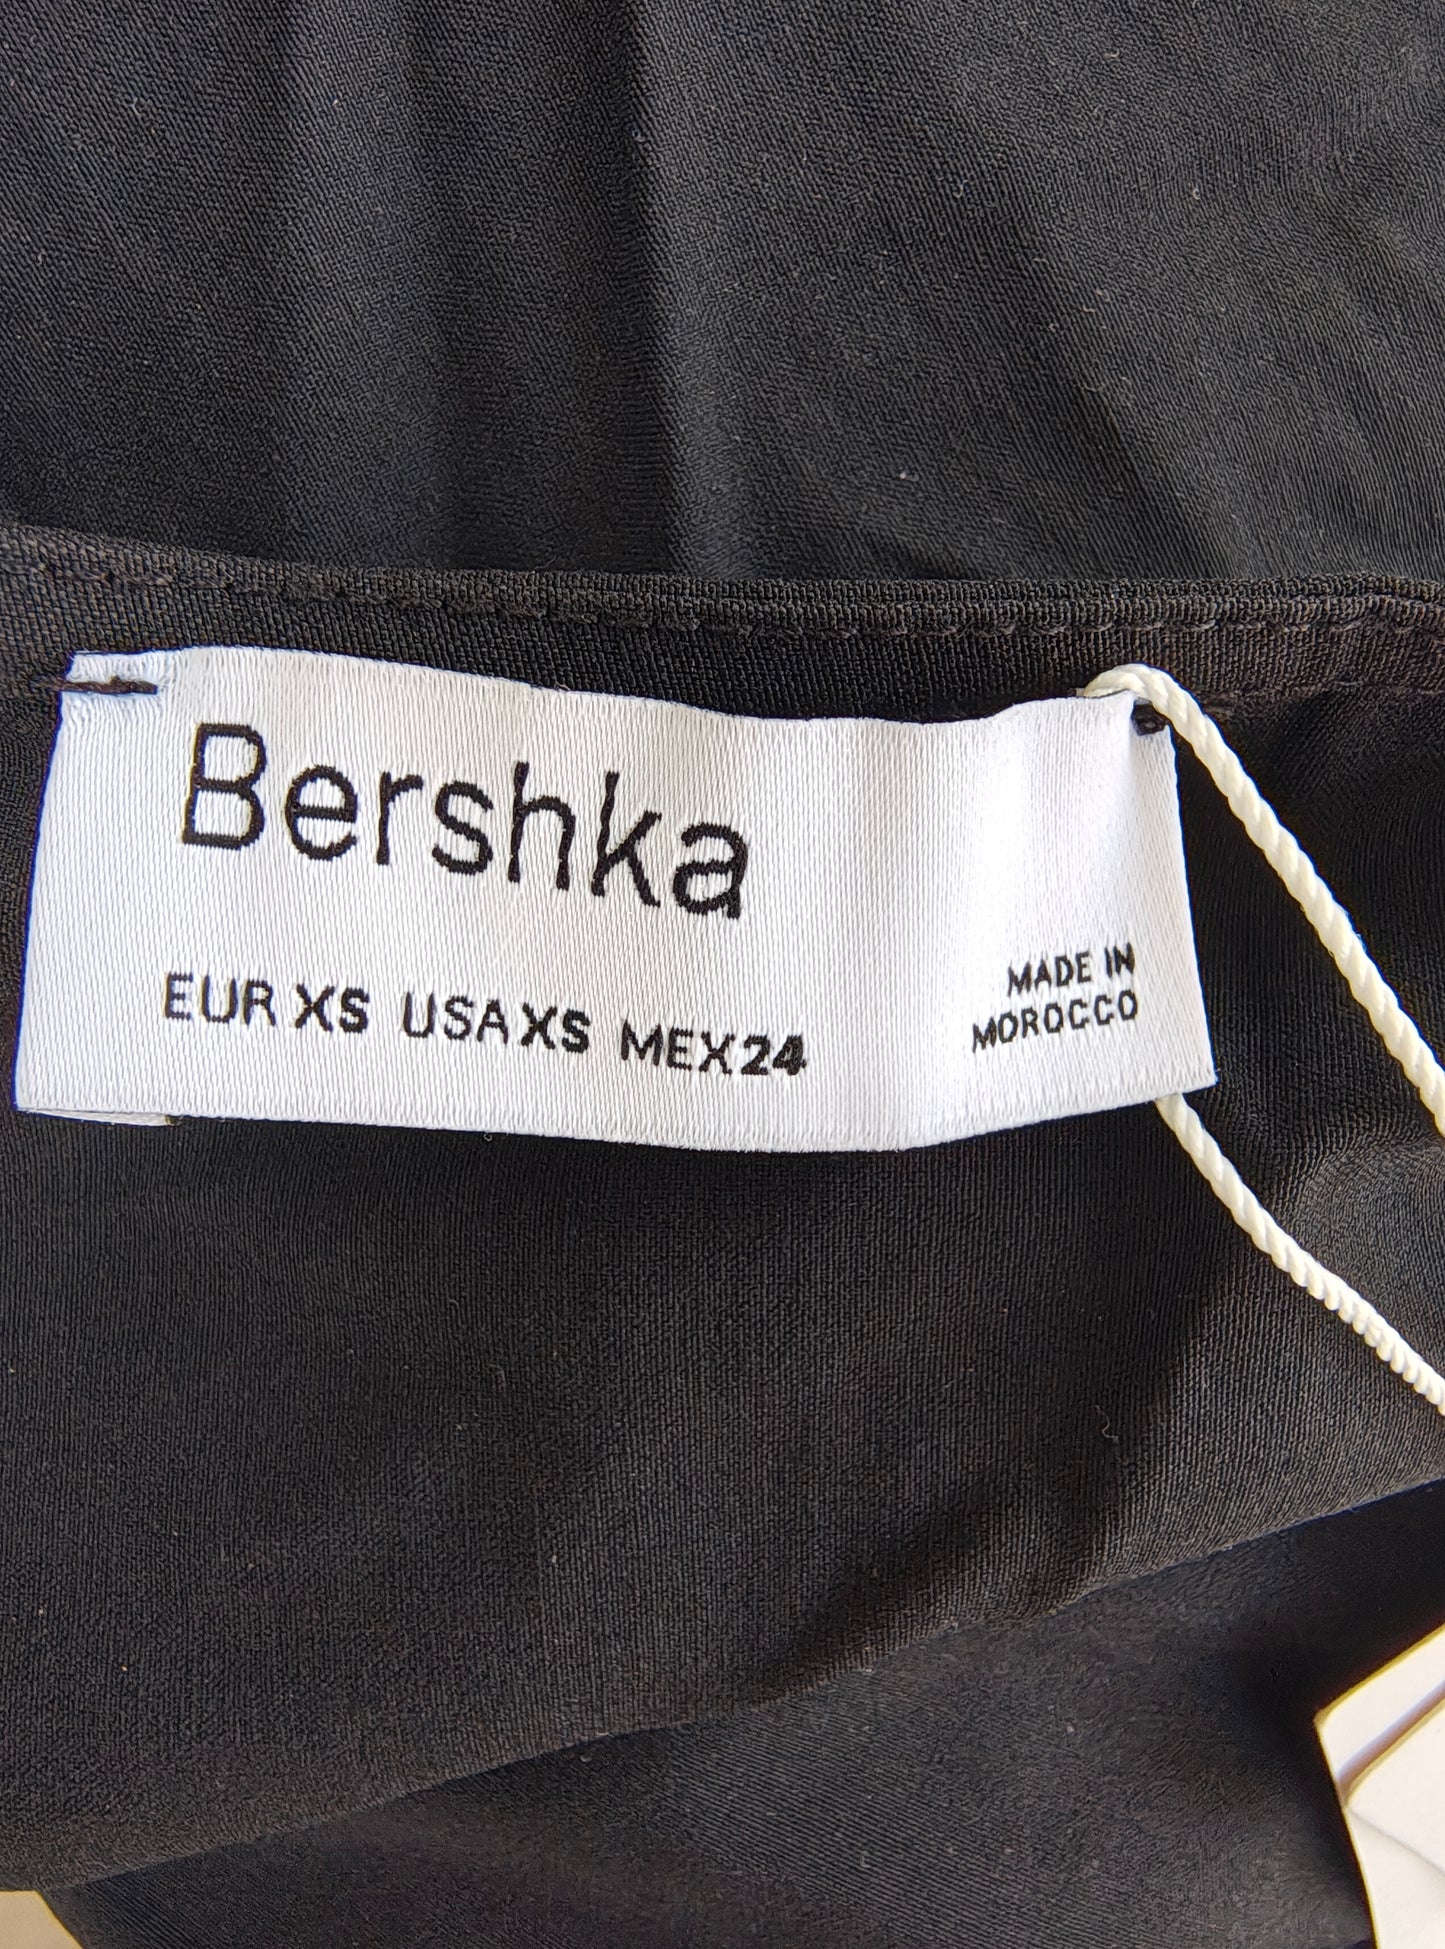 Bershka
EUR XS USA XS MEX 24
MADE IN
MOROCCO